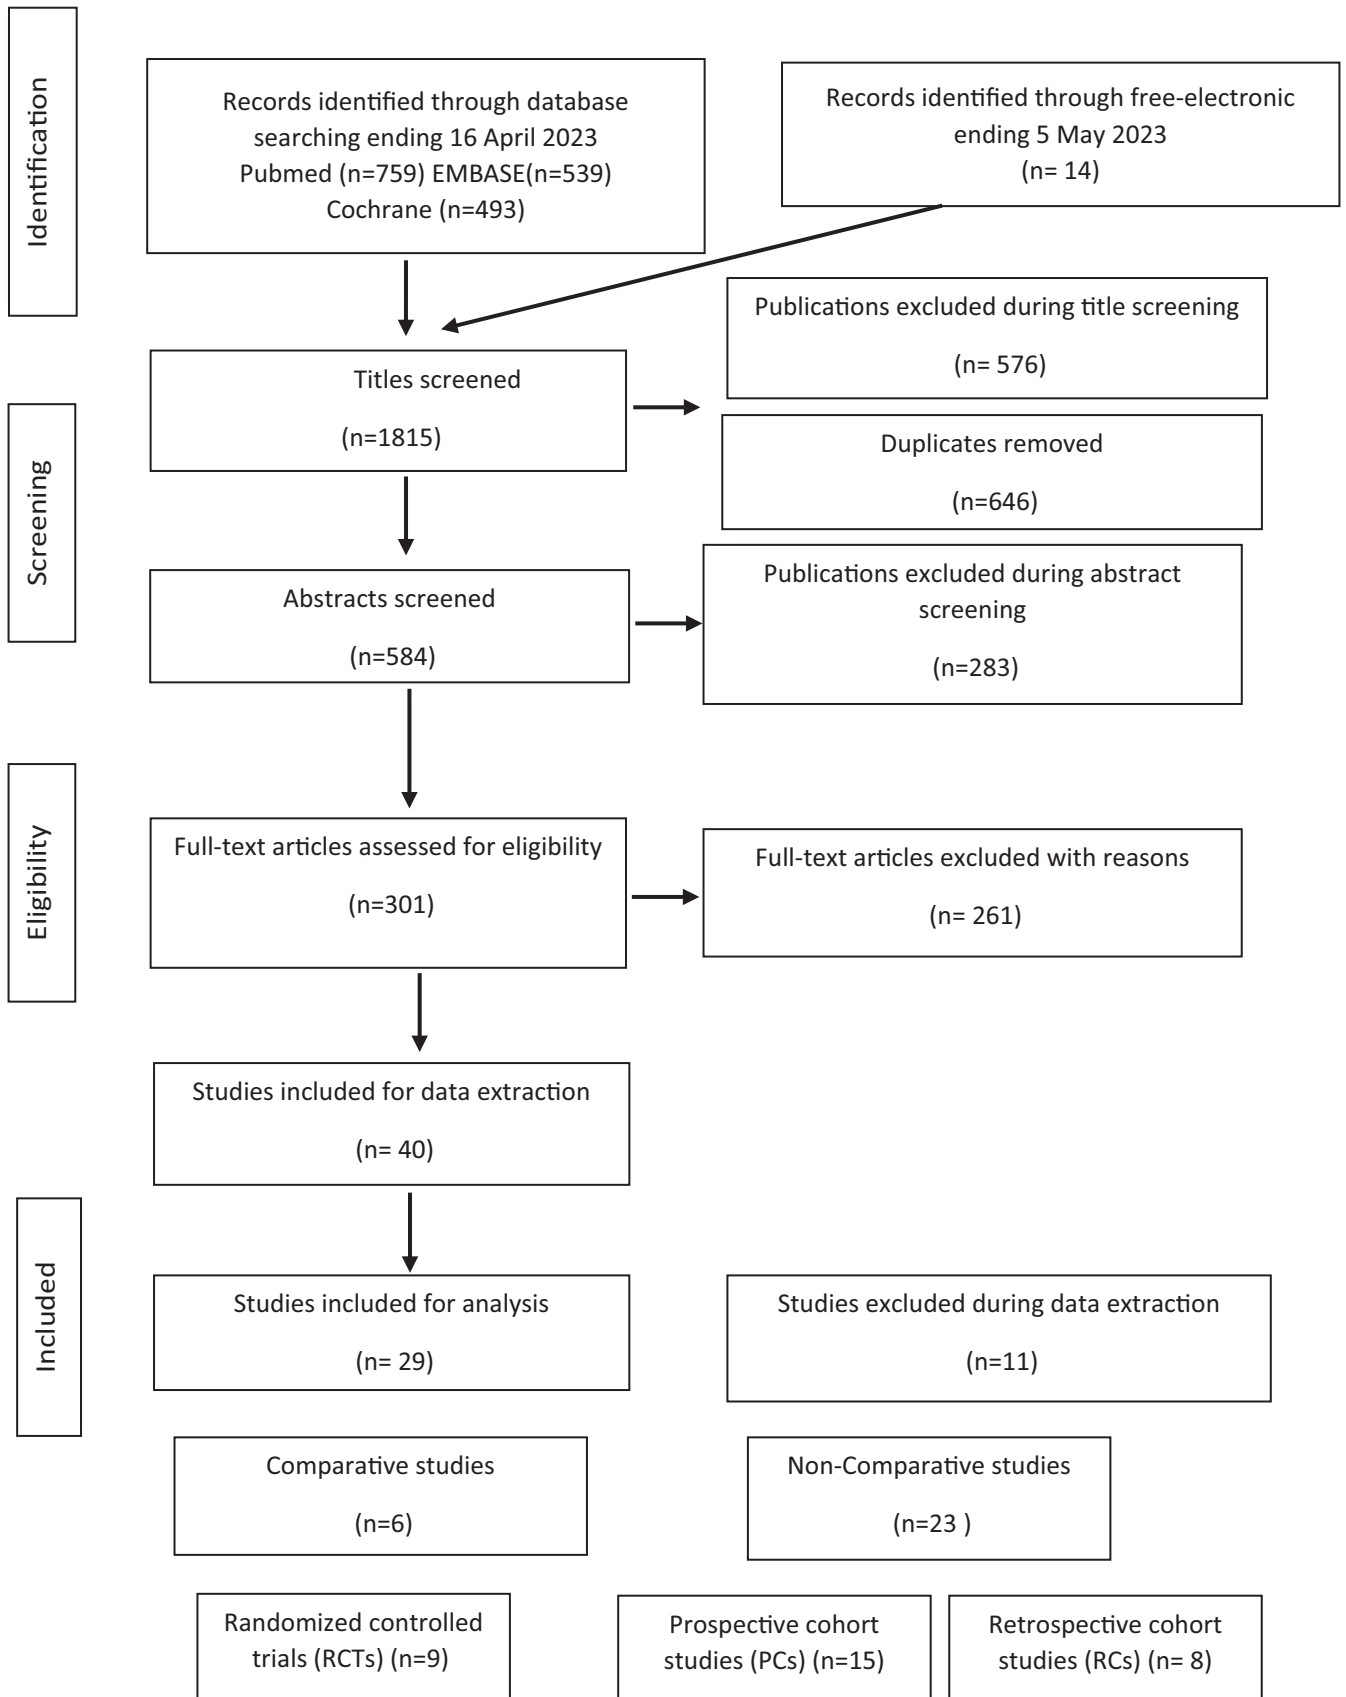 Identification
Records identified through database
searching ending 16 April 2023
Pubmed (n=759) EMBASE(n=539)
Cochrane (n=493)
Records identified through free-electronic
ending 5 May 2023
(n= 14)
Publications excluded during title screening
(n= 576)
Titles screened
(n=1815)
Screening
Duplicates removed
(n=646)
Abstracts screened
(n=584)
Publications excluded during abstract
screening
(n=283)
Eligibility
Full-text articles assessed for eligibility
(n=301)
Full-text articles excluded with reasons
(n= 261)
Studies included for data extraction
(n= 40)
Included
Studies included for analysis
(n= 29)
Studies excluded during data extraction
(n=11)
Comparative studies
(n=6)
Non-Comparative studies
(n=23 )
Randomized controlled
trials (RCTs) (n=9)
Prospective cohort
studies (PCs) (n=15)
Retrospective cohort
studies (RCs) (n= 8)